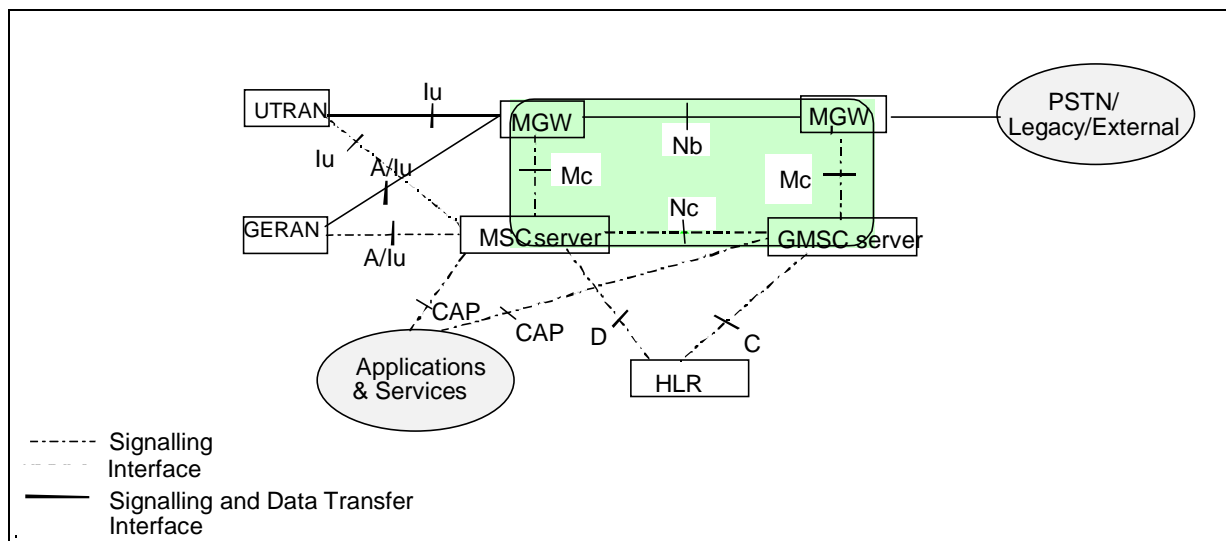 Iu
UTRAN
MGW
MGW
PSTN/
Legacy/External
Nb
Iu
A/Iu
Mc
Mc
Nc
GERAN
A/Iu
MSC server
GMSC server
CAP
CAP
D
C
Applications
& Services
HLR
Signalling
Interface
Signalling and Data Transfer
Interface